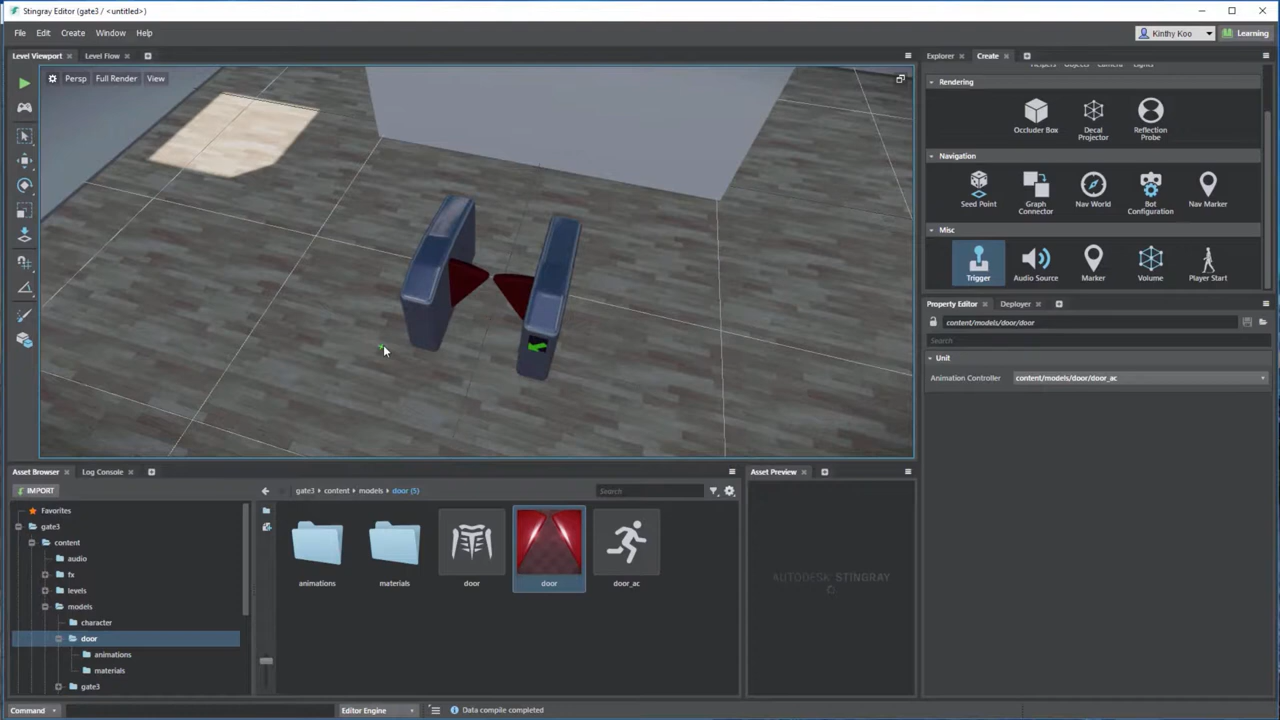 Stingray Editor (gate3 / <untitled>)
File Edit Create Window Help
Kinthy Koo
Learning
Level Viewport
Level Flow
Persp Full Render View
Explorer
Create
Helpers Objects Camera Lights
Rendering
Occluder Box
Decal Projector
Reflection Probe
Navigation
Seed Point
Graph Connector
Nav World
Bot Configuration
Nav Marker
Misc
Trigger
Audio Source
Marker
Volume
Player Start
Property Editor
Deployer
content/models/door/door
Search
Unit
Animation Controller
content/models/door/door_ac
Asset Browser
Log Console
IMPORT
gate3 content models door (5)
Search
Favorites
gate3
content
audio
fx
levels
models
character
door
animations
materials
gate3
animations
materials
door
door
door_ac
Asset Preview
AUTODESK STINGRAY
Command
Editor Engine
Data compile completed